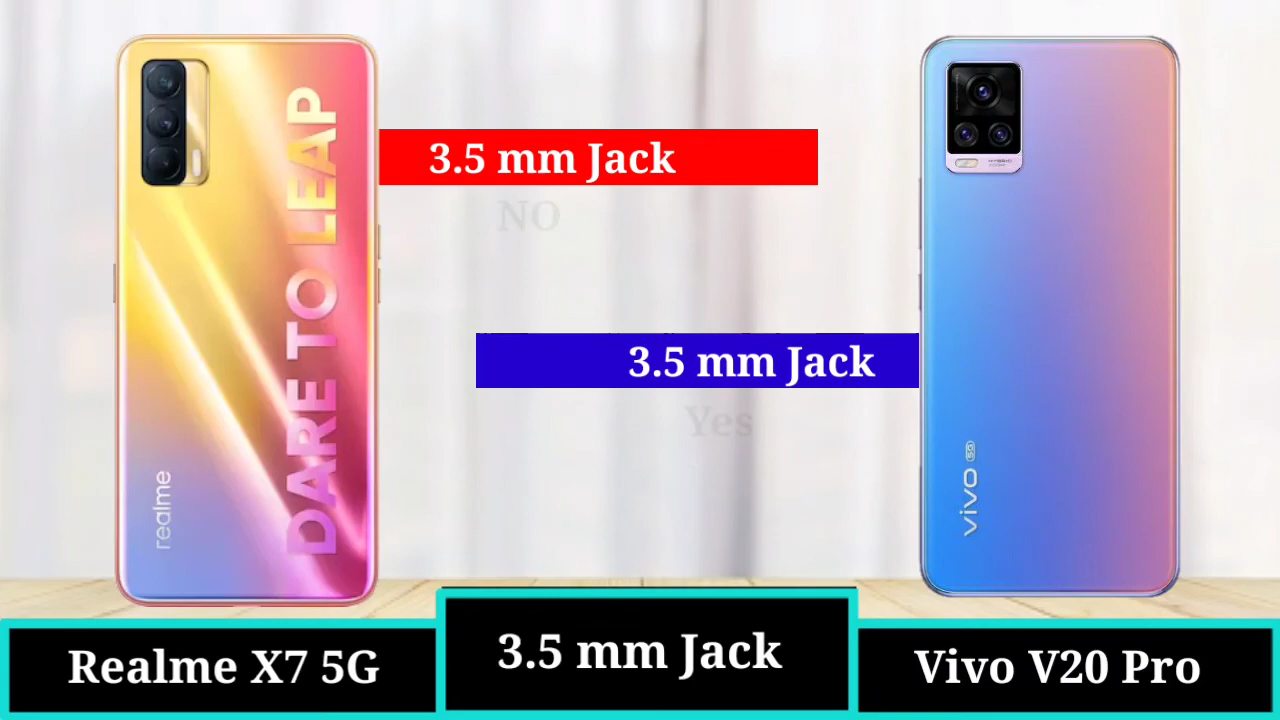 DARE TO LEAP
realme
3.5 mm Jack
NO
3.5 mm Jack
Yes
vivo 5G
Realme X7 5G
3.5 mm Jack
Vivo V20 Pro